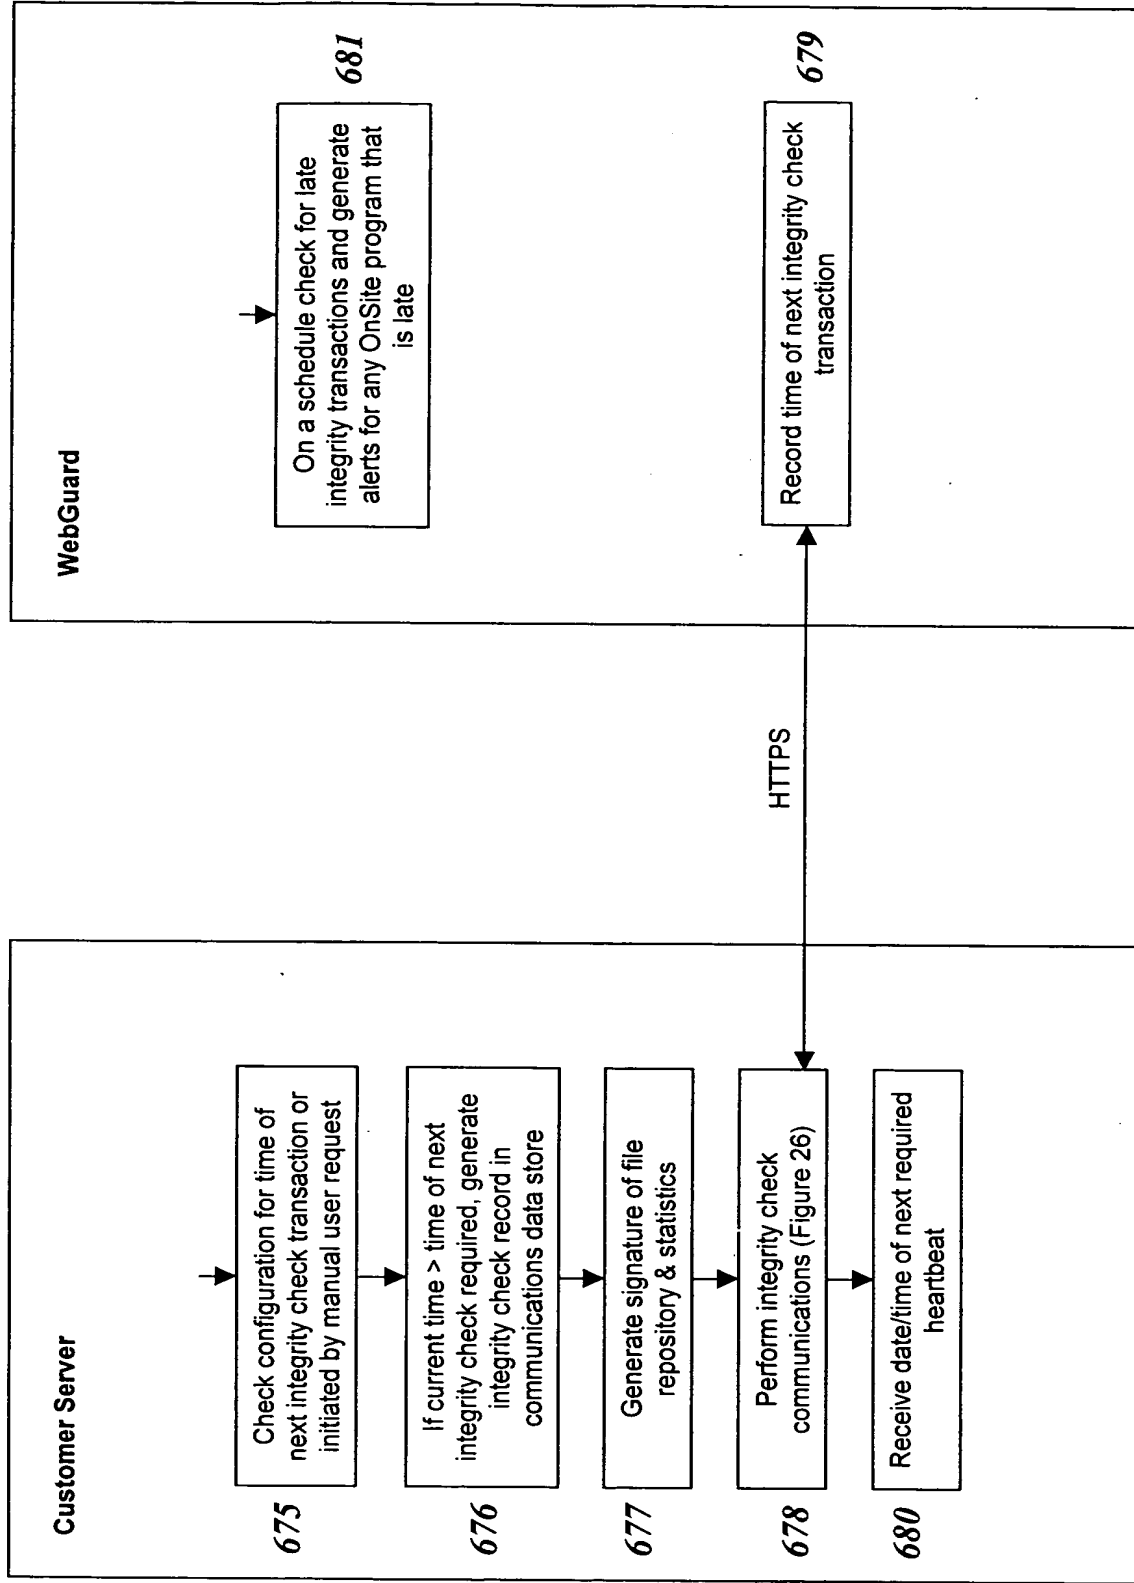 Customer Server
675
Check configuration for time of
next integrity check transaction or
initiated by manual user request
676
If current time > time of next
integrity check required, generate
integrity check record in
communications data store
677
Generate signature of file
repository & statistics
678
Perform integrity check
communications (Figure 26)
680
Receive date/time of next required
heartbeat
HTTPS
WebGuard
On a schedule check for late
integrity transactions and generate
alerts for any OnSite program that
is late
681
Record time of next integrity check
transaction
679